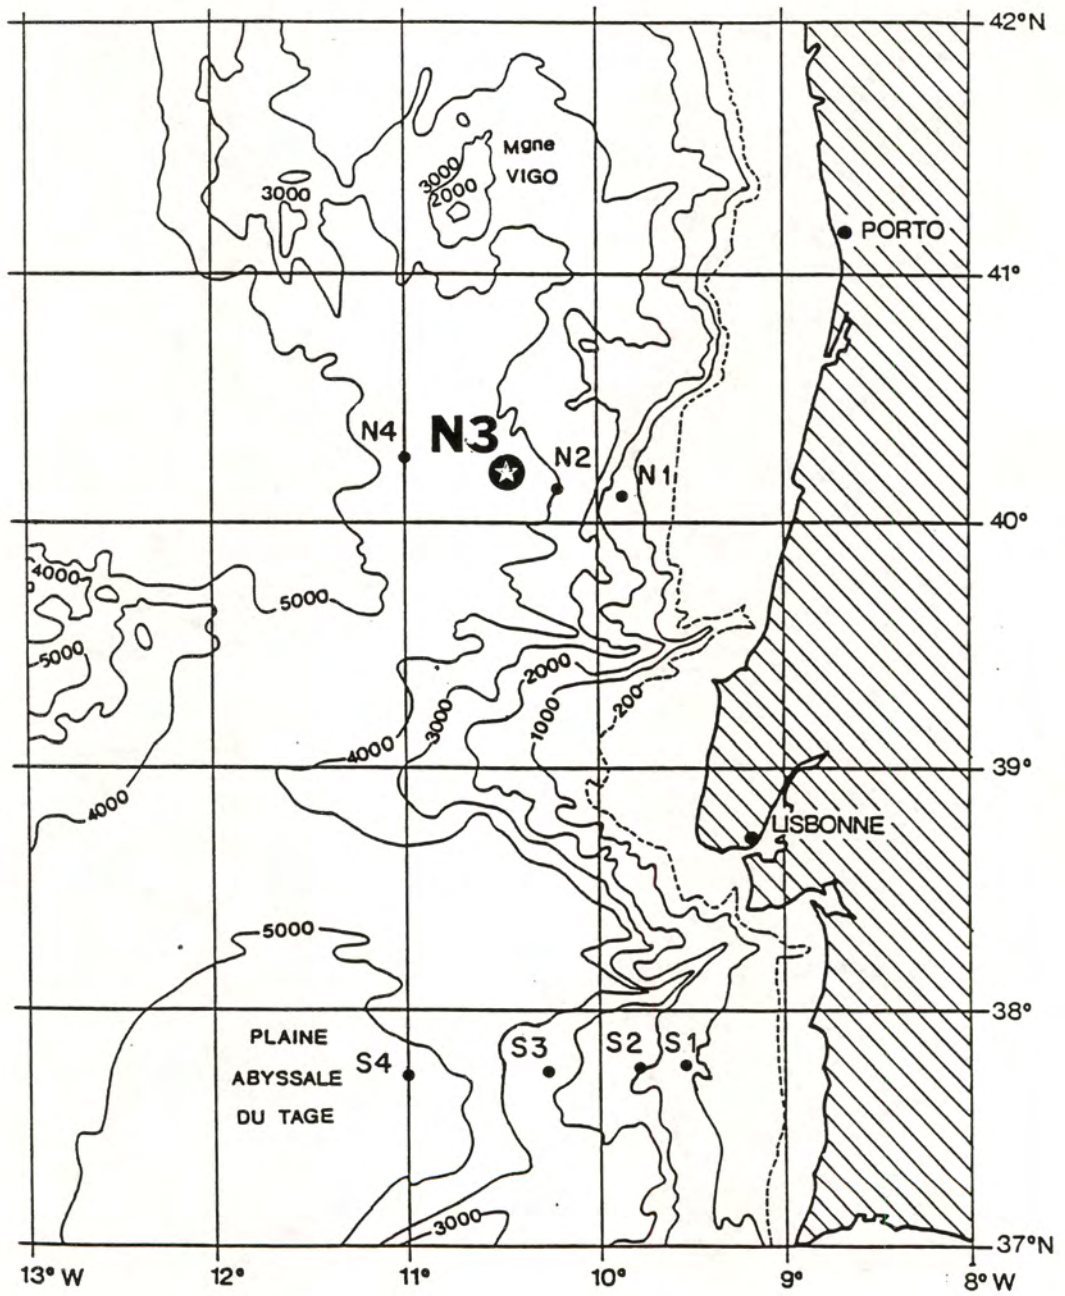 42°N
Mgne
VIGO
3000
2000
3000
PORTO
41°
N4
N3
N2
N1
40°
4000
5000
5000
2000
3000
1000
200
4000
4000
39°
LISBONNE
5000
38°
PLAINE
ABYSSALE
DU TAGE
S4
S3
S2
S1
3000
37°N
13° W
12°
11°
10°
9°
8° W